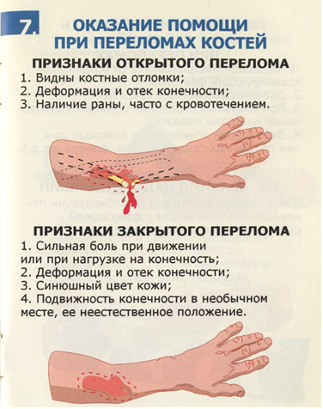 7.
ОКАЗАНИЕ ПОМОЩИ
ПРИ ПЕРЕЛОМАХ КОСТЕЙ
ПРИЗНАКИ ОТКРЫТОГО ПЕРЕЛОМА
1. Видны костные отломки;
2. Деформация и отек конечности;
3. Наличие раны, часто с кровотечением.
ПРИЗНАКИ ЗАКРЫТОГО ПЕРЕЛОМА
1. Сильная боль при движении
или при нагрузке на конечность;
2. Деформация и отек конечности;
3. Синюшный цвет кожи;
4. Подвижность конечности в необычном
месте, ее неестественное положение.